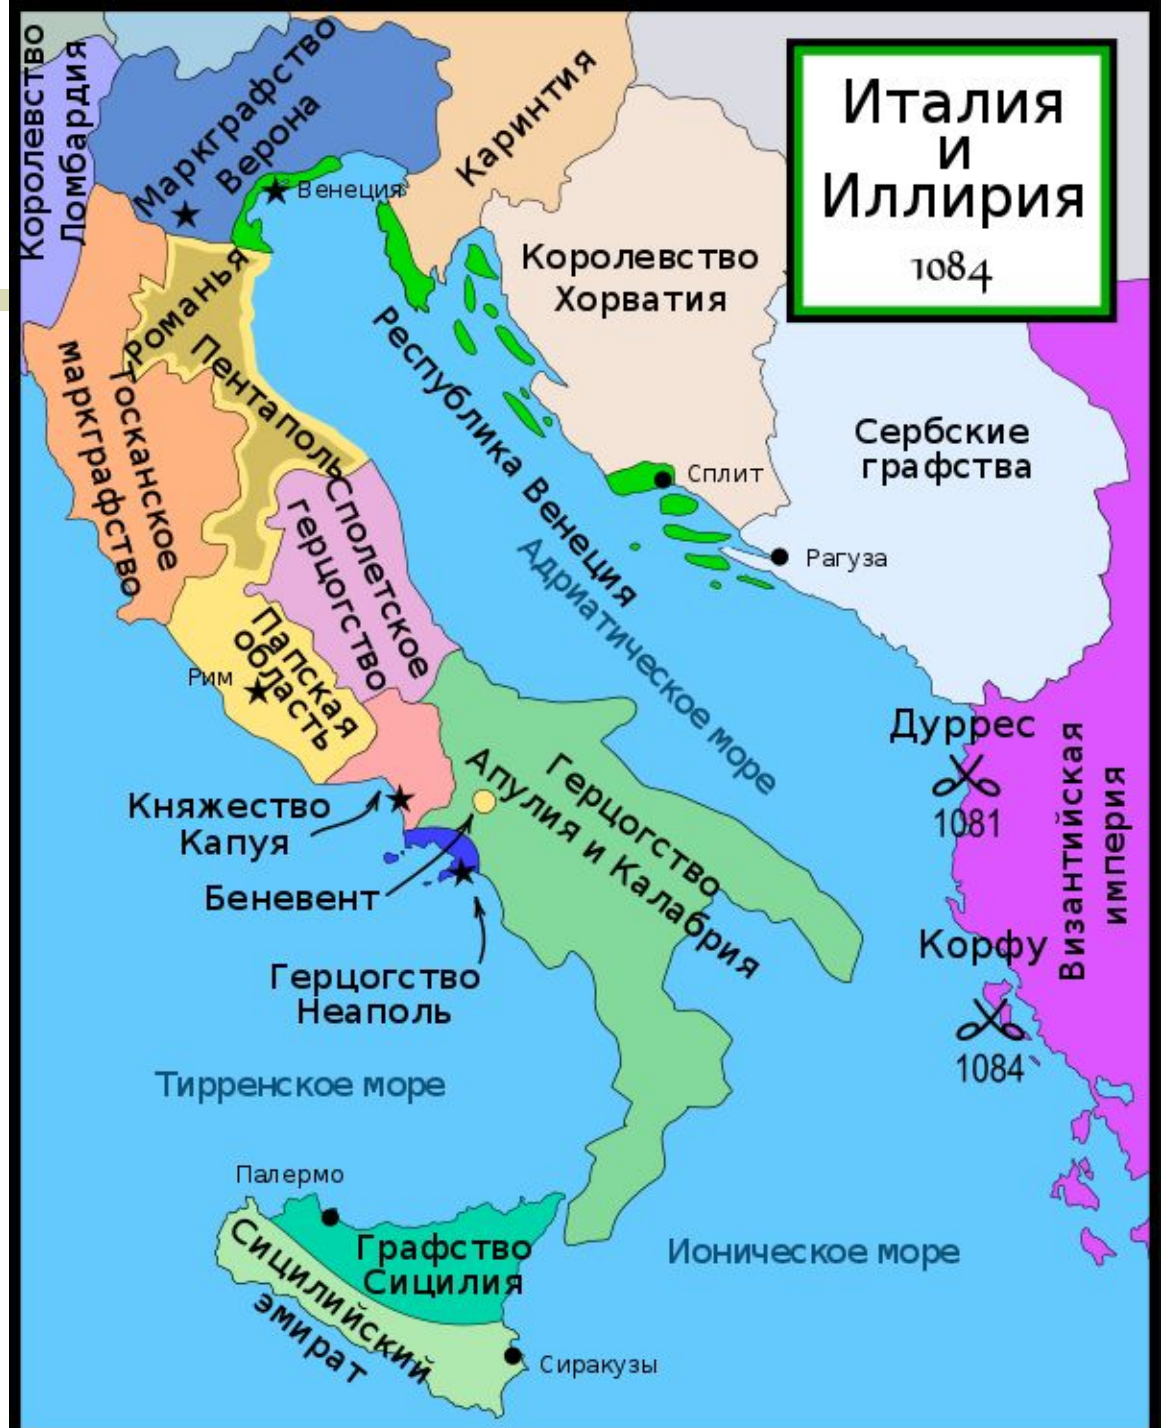 Королевство
Ломбардия
Маркграфство
Верона
Каринтия
Италия
и
Иллирия
1084
Венеция
Королевство
Хорватия
Романья
Пентаполь
Тосканское
маркграфство
Республика Венеция
Сербские
графства
Сплит
Сполетское
герцогство
Адриатическое море
Рагуза
Папская
область
Рим
Дуррес
1081
Византийская
империя
Герцогство
Апулия и Калабрия
Княжество
Капуя
Беневент
Корфу
1084
Герцогство
Неаполь
Тирренское море
Палермо
Графство
Сицилия
Ионическое море
Сицилийский
эмират
Сиракузы